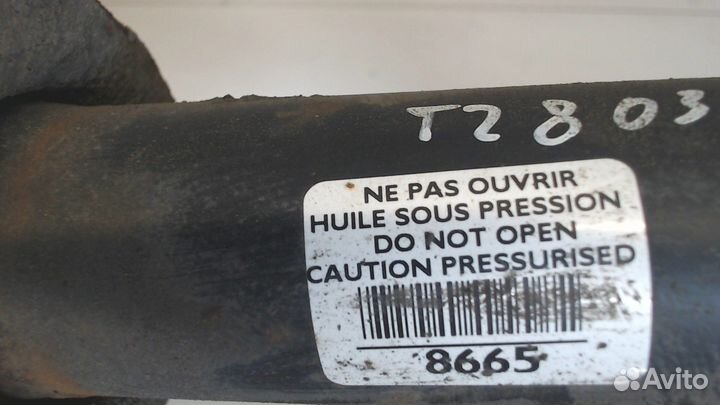 T2803
NE PAS OUVRIR
HUILE SOUS PRESSION
DO NOT OPEN
CAUTION PRESSURISED
8665
Avito